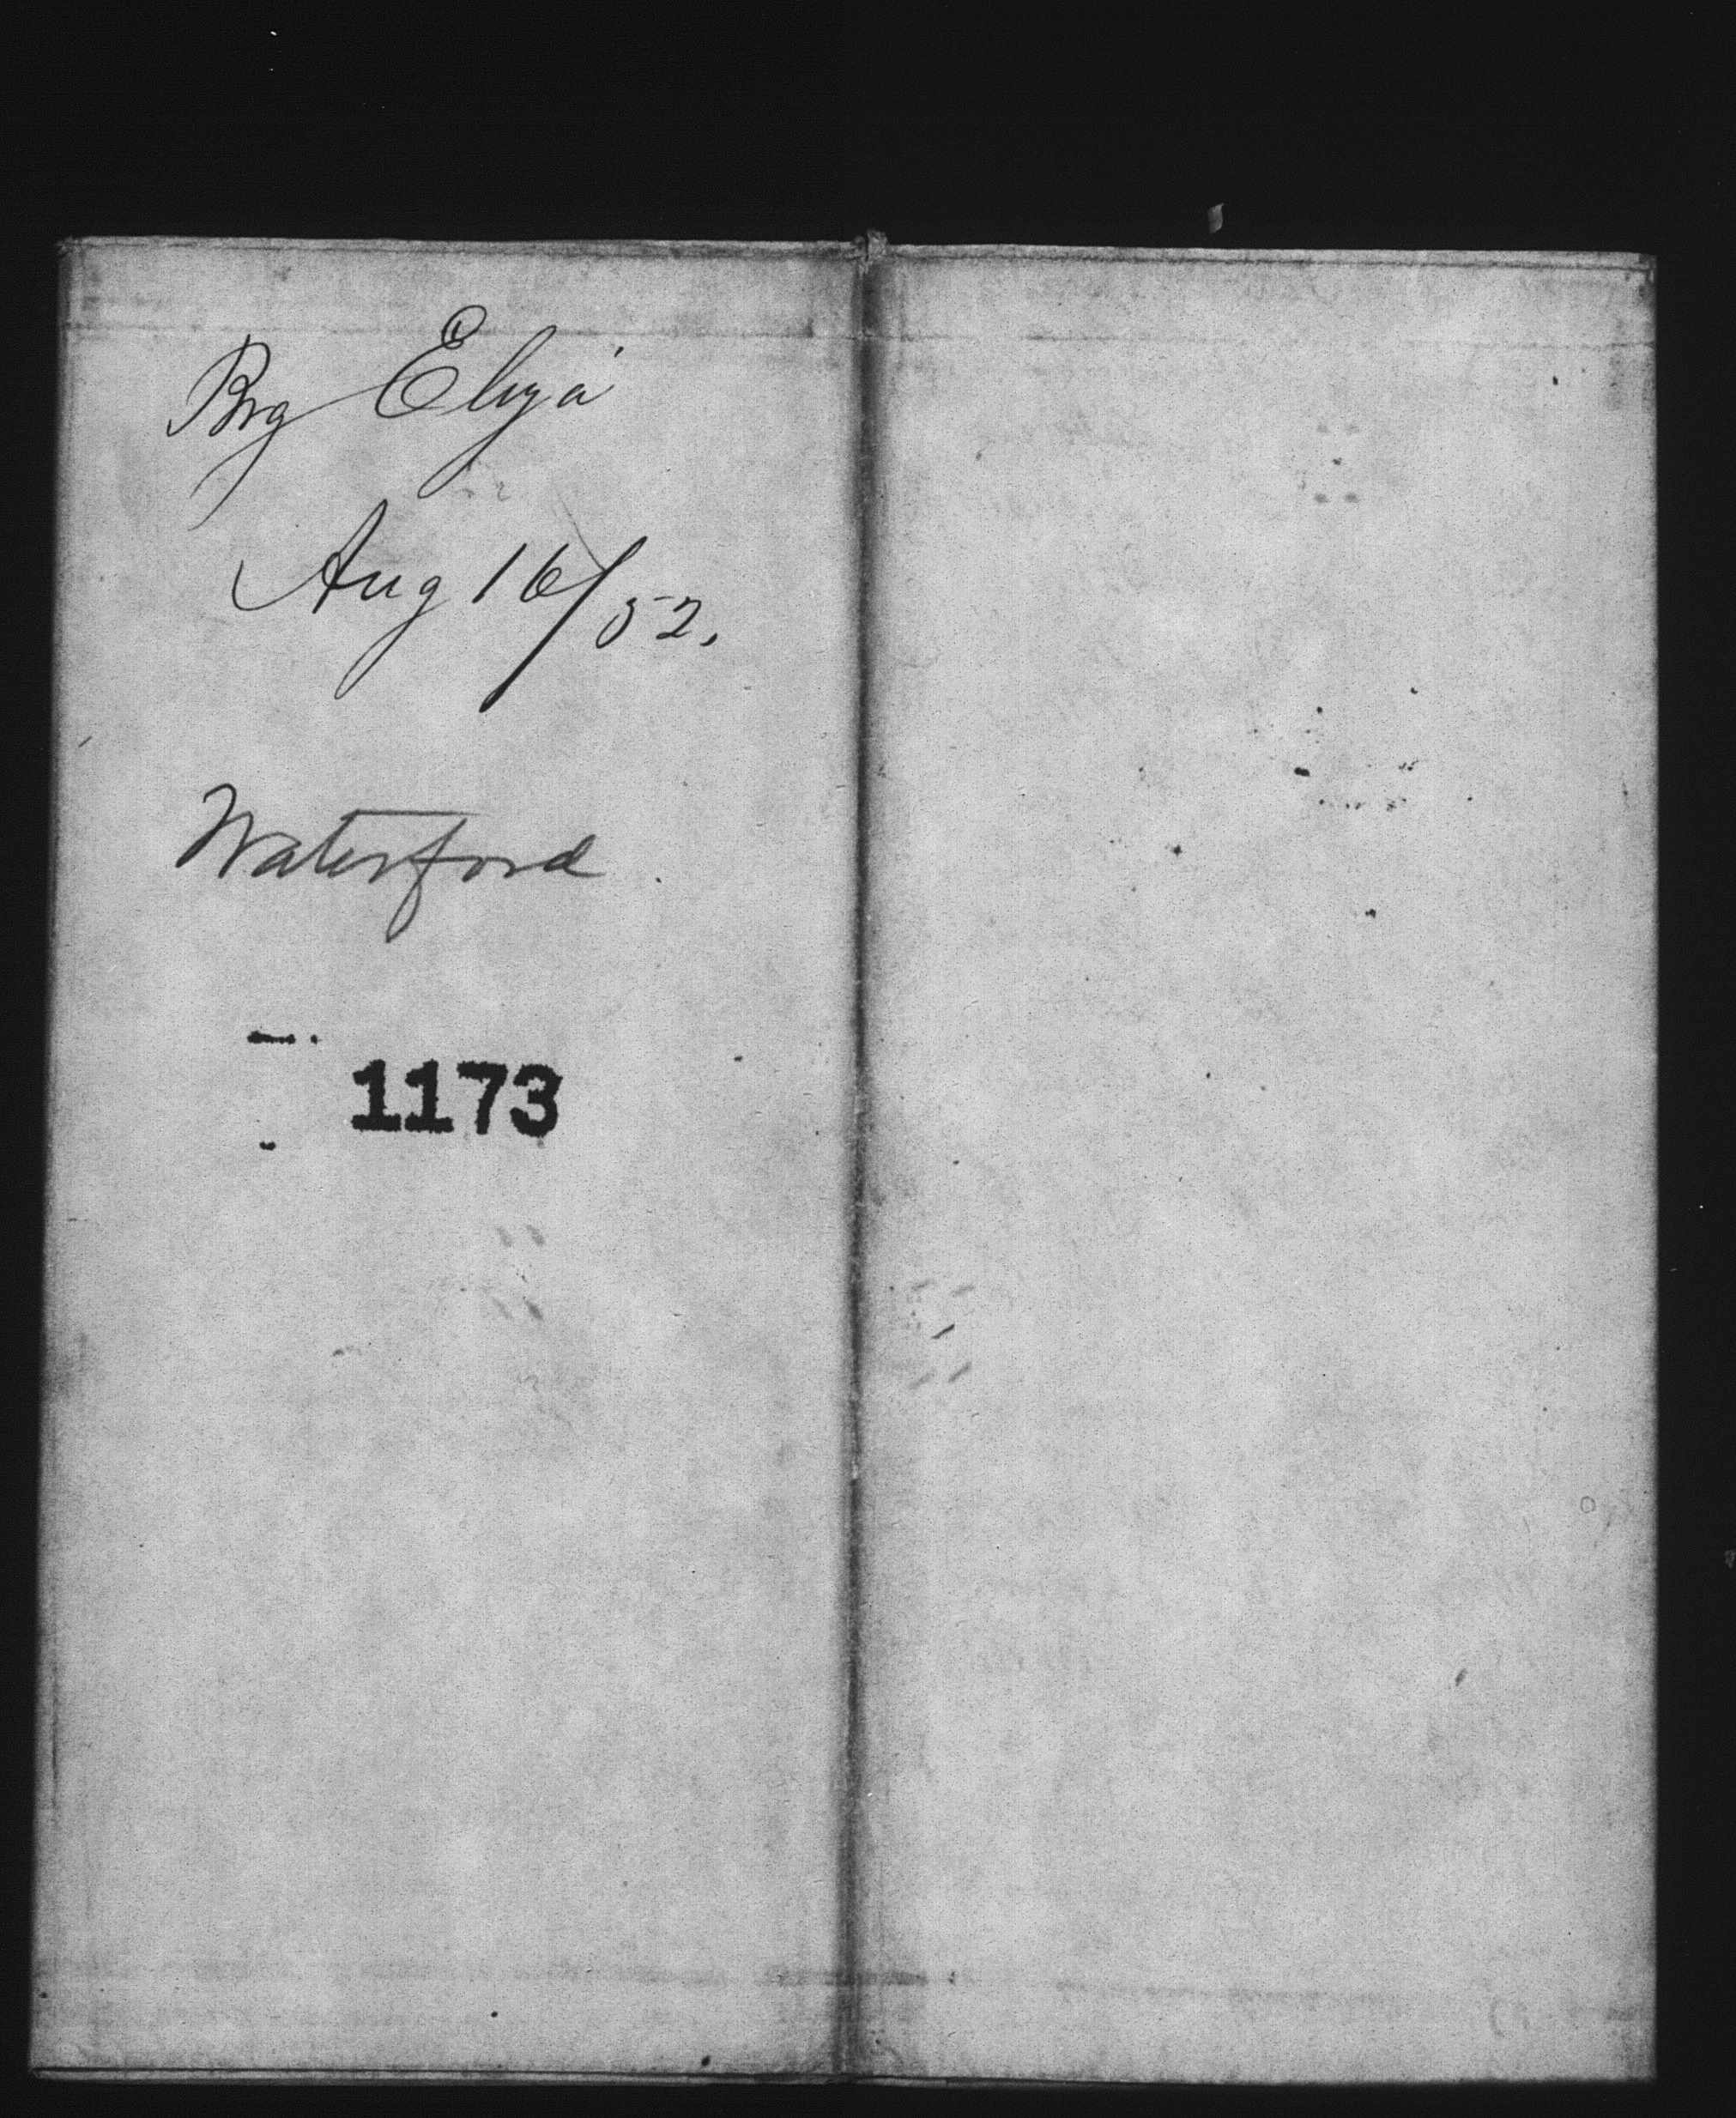 Brg Eliza
Aug 16/52.
Waterford
1173